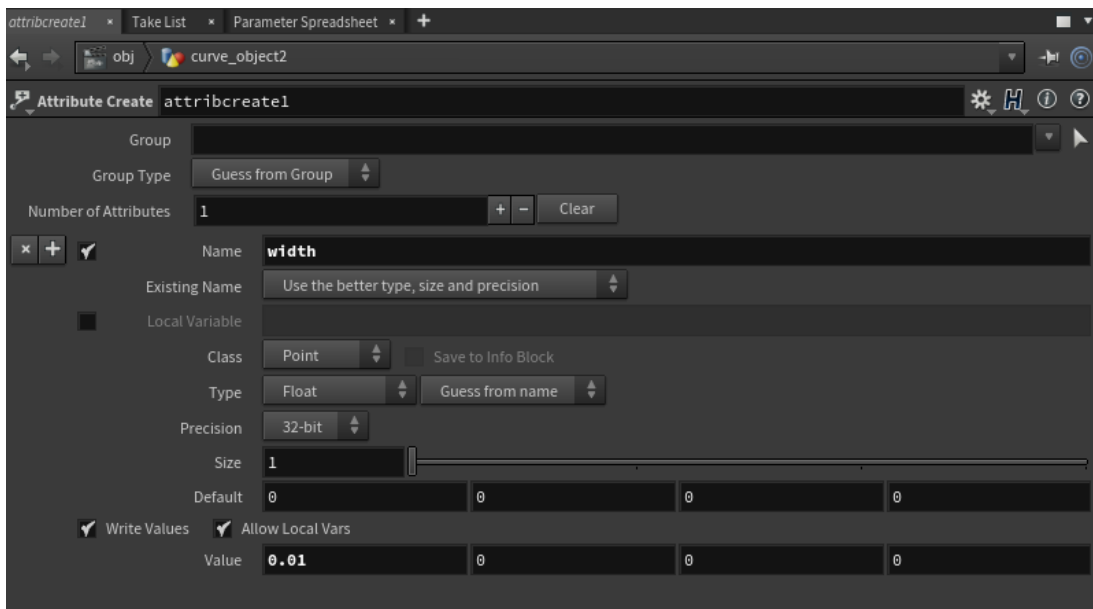 attribcreate1 × Take List × Parameter Spreadsheet × +
obj curve_object2
Attribute Create attribcreate1
Group
Group Type Guess from Group
Number of Attributes 1 + - Clear
× + Name width
Existing Name Use the better type, size and precision
Local Variable
Class Point Save to Info Block
Type Float Guess from name
Precision 32-bit
Size 1
Default 0 0 0 0
Write Values Allow Local Vars
Value 0.01 0 0 0